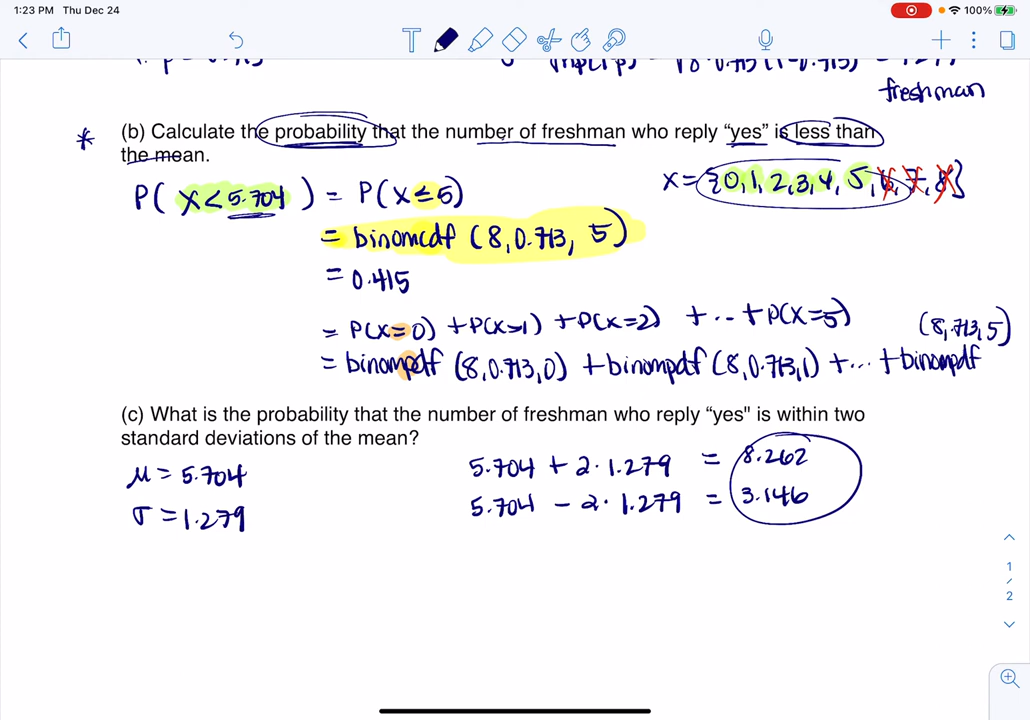 1:23 PM Thu Dec 24
100%
freshman
* (b) Calculate the probability that the number of freshman who reply “yes” is less than
the mean.
P( X < 5.704 ) = P(X ≤ 5)
X = {0, 1, 2, 3, 4, 5, 6, 7, 8}
= binomcdf (8, 0.713, 5)
= 0.415
= P(X=0) + P(X=1) + P(X=2) + ... + P(X=5)
= binompdf (8, 0.713, 0) + binompdf (8, 0.713, 1) + ... + binompdf (8, .713, 5)
(c) What is the probability that the number of freshman who reply “yes" is within two
standard deviations of the mean?
μ = 5.704
5.704 + 2 · 1.279 = 8.262
σ = 1.279
5.704 − 2 · 1.279 = 3.146
1
/
2